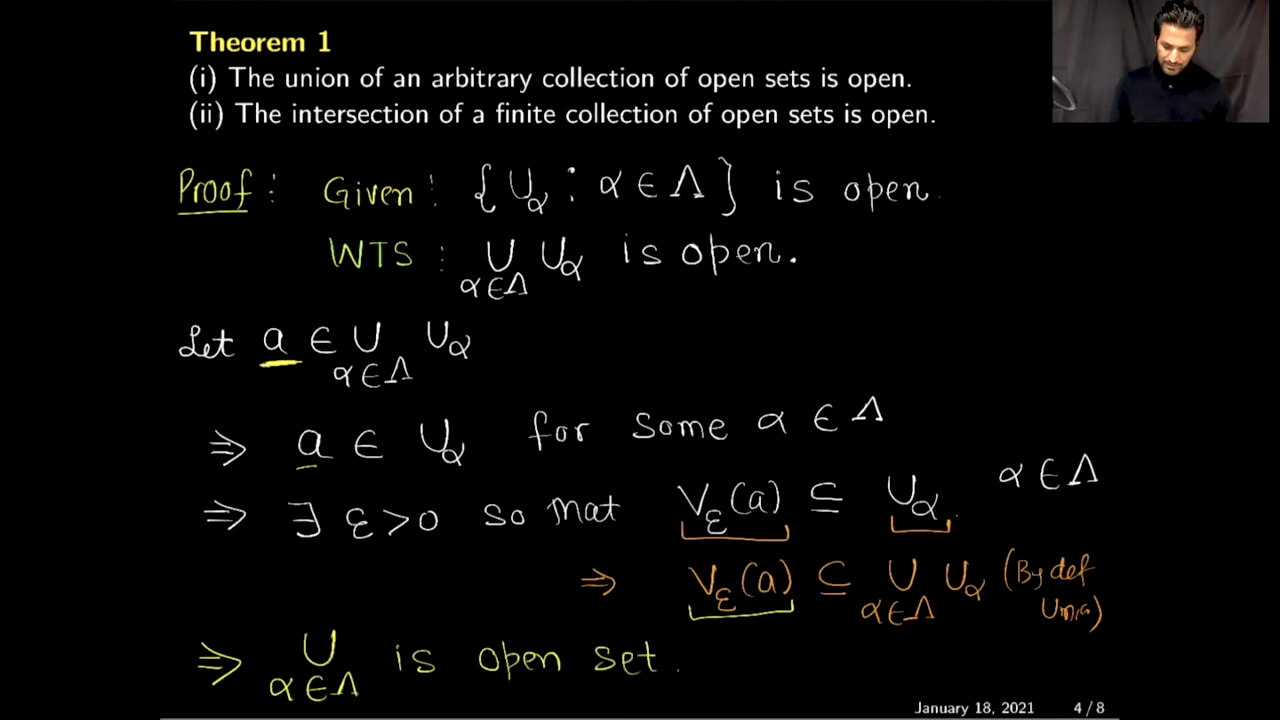 Theorem 1
(i) The union of an arbitrary collection of open sets is open.
(ii) The intersection of a finite collection of open sets is open.
Proof : Given : { U_α : α ∈ Λ } is open.
WTS : ∪_{α∈Λ} U_α is open.
Let a ∈ ∪_{α∈Λ} U_α
⇒ a ∈ U_α for some α ∈ Λ
⇒ ∃ ε>0 so that V_ε(a) ⊆ U_α. α ∈ Λ
⇒ V_ε(a) ⊆ ∪_{α∈Λ} U_α (By def
⇒ ∪_{α∈Λ} is open set.
January 18, 2021 4 / 8